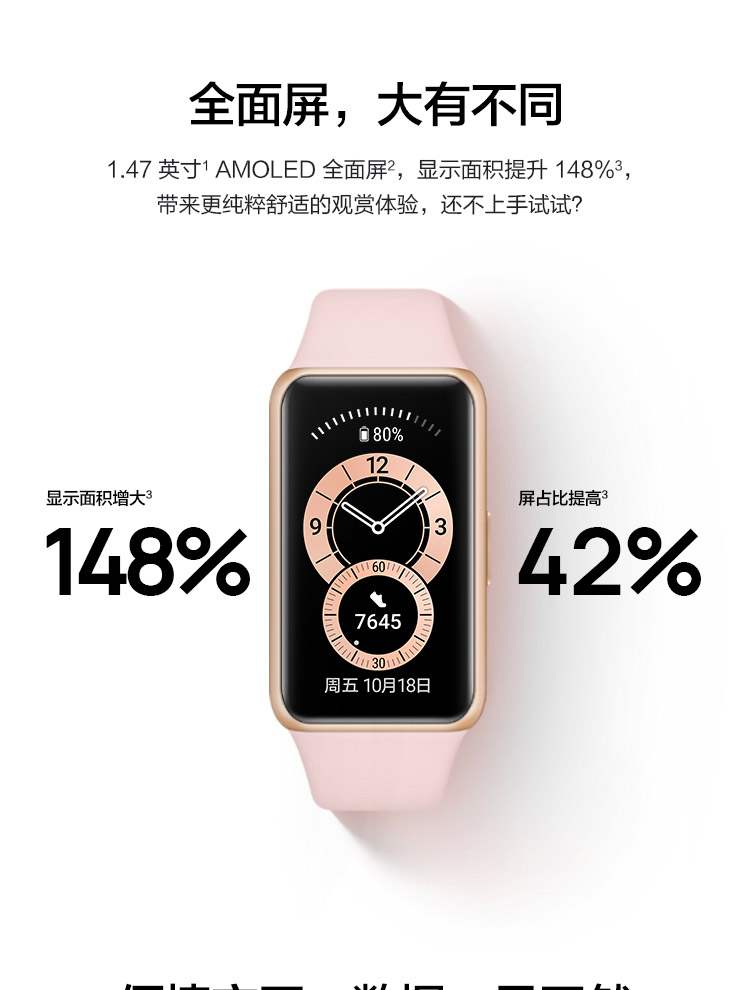 全面屏，大有不同
1.47 英寸¹ AMOLED 全面屏²，显示面积提升 148%³，
带来更纯粹舒适的观赏体验，还不上手试试？
80%
12
9
3
60
7645
30
周五 10月18日
显示面积增大³
148%
屏占比提高³
42%